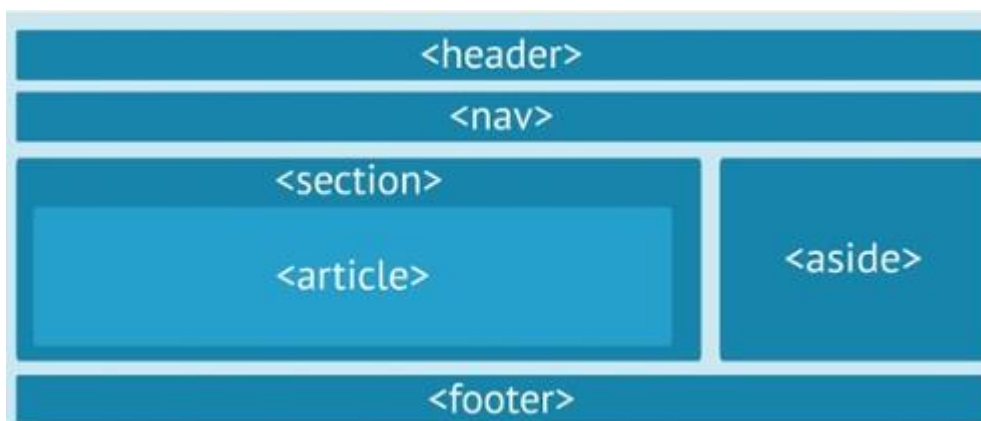 <header>
<nav>
<section>
<article>
<aside>
<footer>